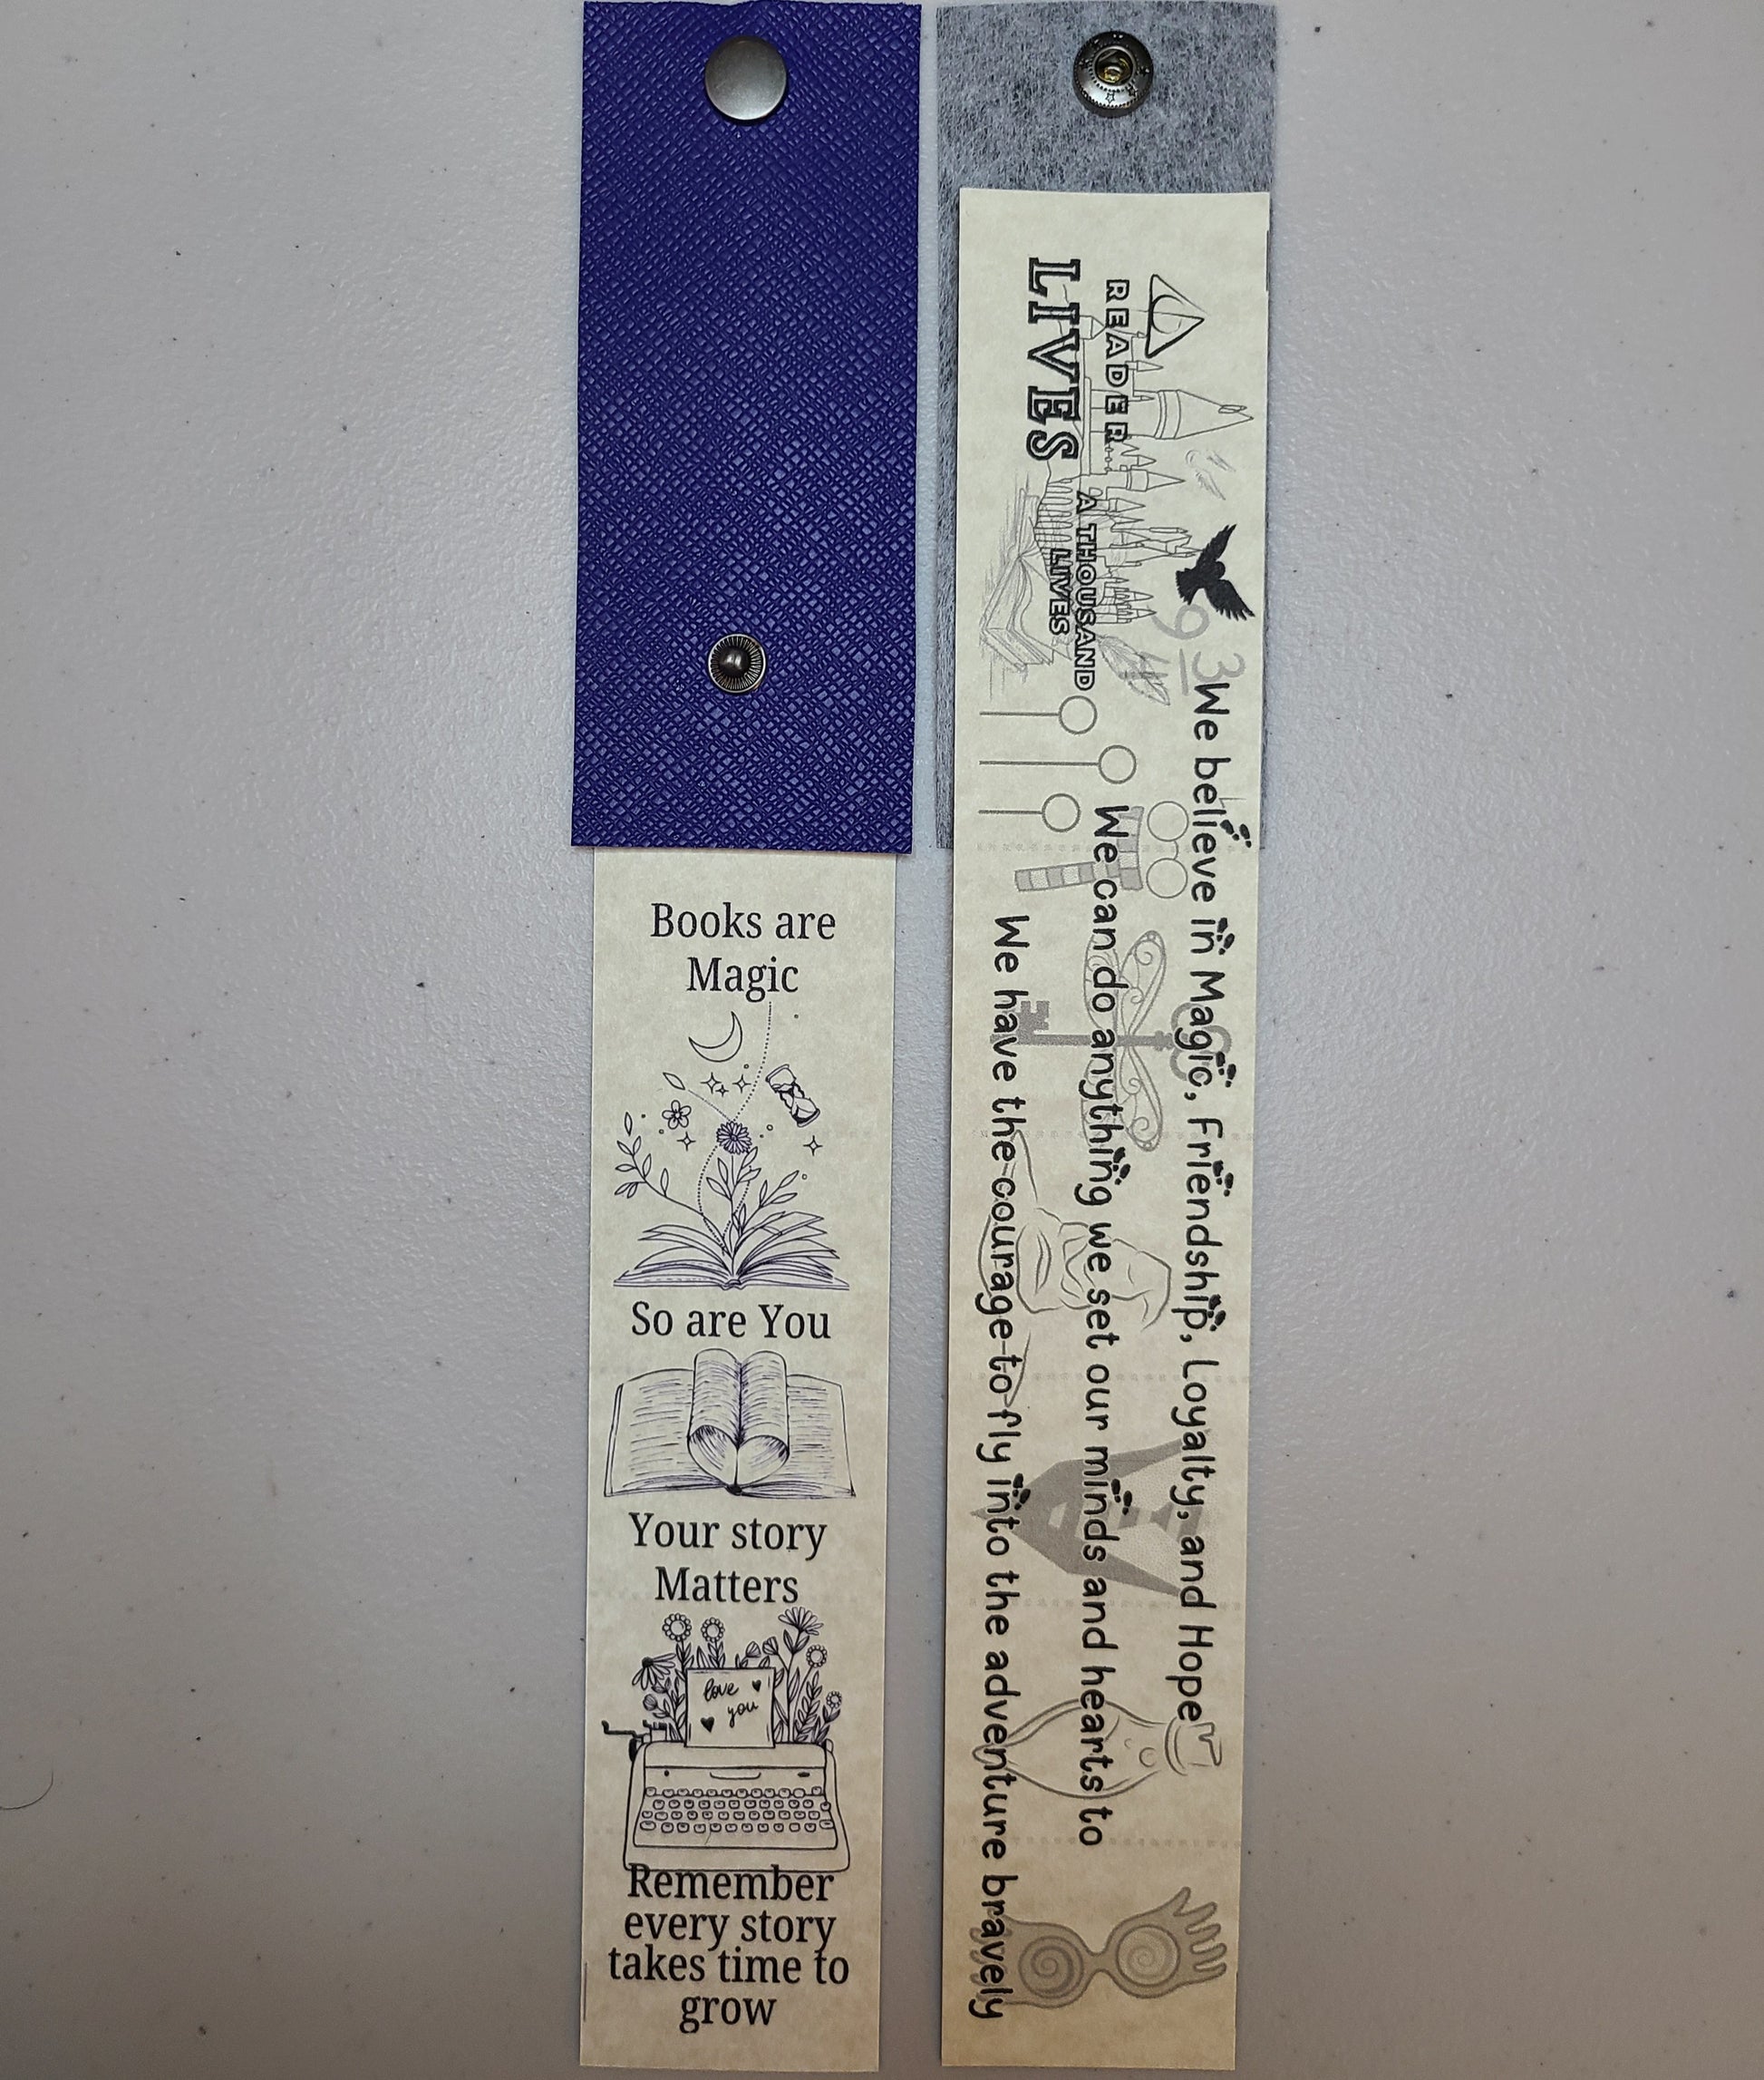 Books are
Magic
So are You
Your story
Matters
love
you
Remember
every story
takes time to
grow
READER
LIVES
A THOUSAND
LIVES
9 3
4
We believe in Magic, Friendship, Loyalty, and Hope
We can do anything we set our minds and hearts to
We have the courage to fly into the adventure bravely